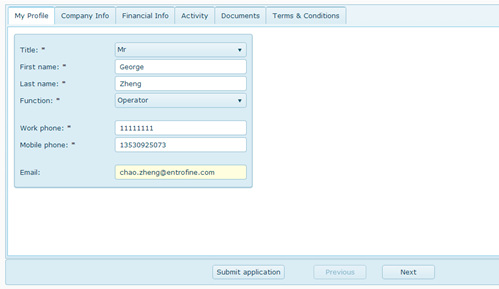 My Profile Company Info Financial Info Activity Documents Terms & Conditions
Title: * Mr
First name: * George
Last name: * Zheng
Function: * Operator
Work phone: * 11111111
Mobile phone: * 13530925073
Email: chao.zheng@entrofine.com
Submit application Previous Next